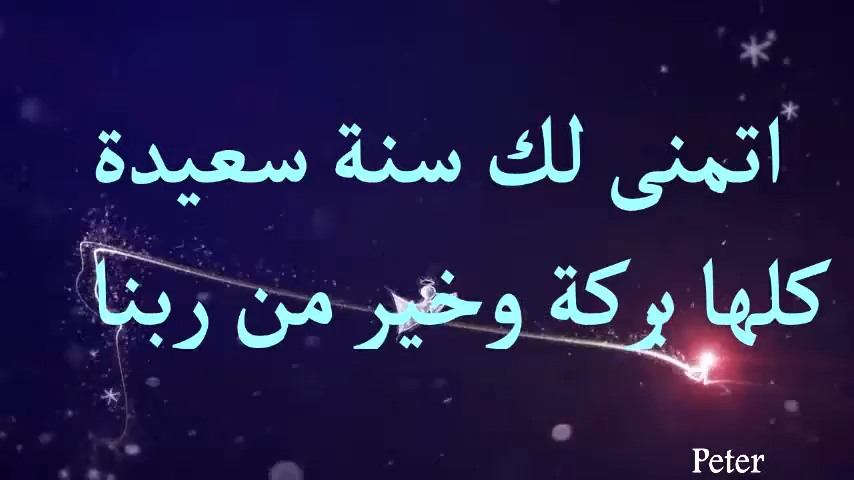 اتمنى لك سنة سعيدة
كلها بركة وخير من ربنا
Peter